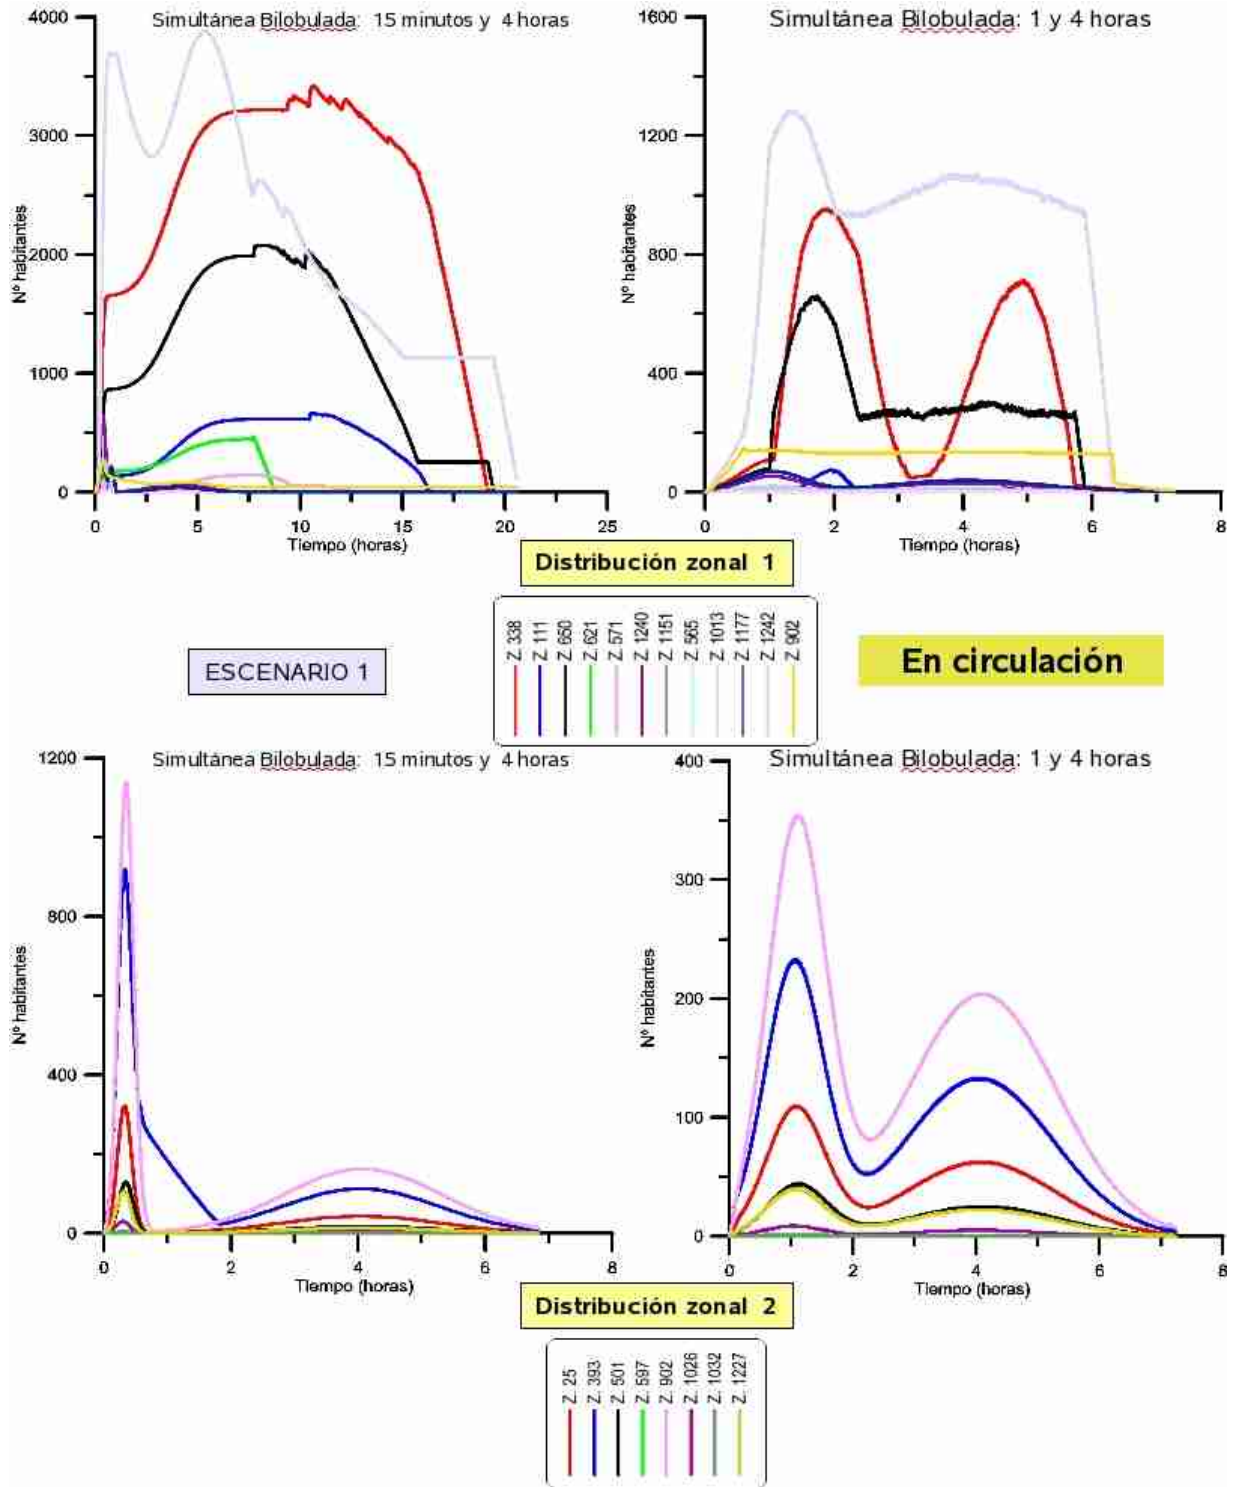 Simultánea Bilobulada: 15 minutos y 4 horas
4000
3000
2000
1000
0
Nº habitantes
0 5 10 15 20 25
Tiempo (horas)
Simultánea Bilobulada: 1 y 4 horas
1600
1200
800
400
0
Nº habitantes
0 2 4 6 8
Tiempo (horas)
Distribución zonal 1
Z. 338
Z. 111
Z. 650
Z. 621
Z. 571
Z. 1240
Z. 1151
Z. 565
Z. 1013
Z. 1177
Z. 1242
Z. 902
ESCENARIO 1
En circulación
Simultánea Bilobulada: 15 minutos y 4 horas
1200
800
400
0
Nº habitantes
0 2 4 6 8
Tiempo (horas)
Simultánea Bilobulada: 1 y 4 horas
400
300
200
100
0
Nº habitantes
0 2 4 6 8
Tiempo (horas)
Distribución zonal 2
Z. 25
Z. 393
Z. 501
Z. 597
Z. 902
Z. 1026
Z. 1032
Z. 1227